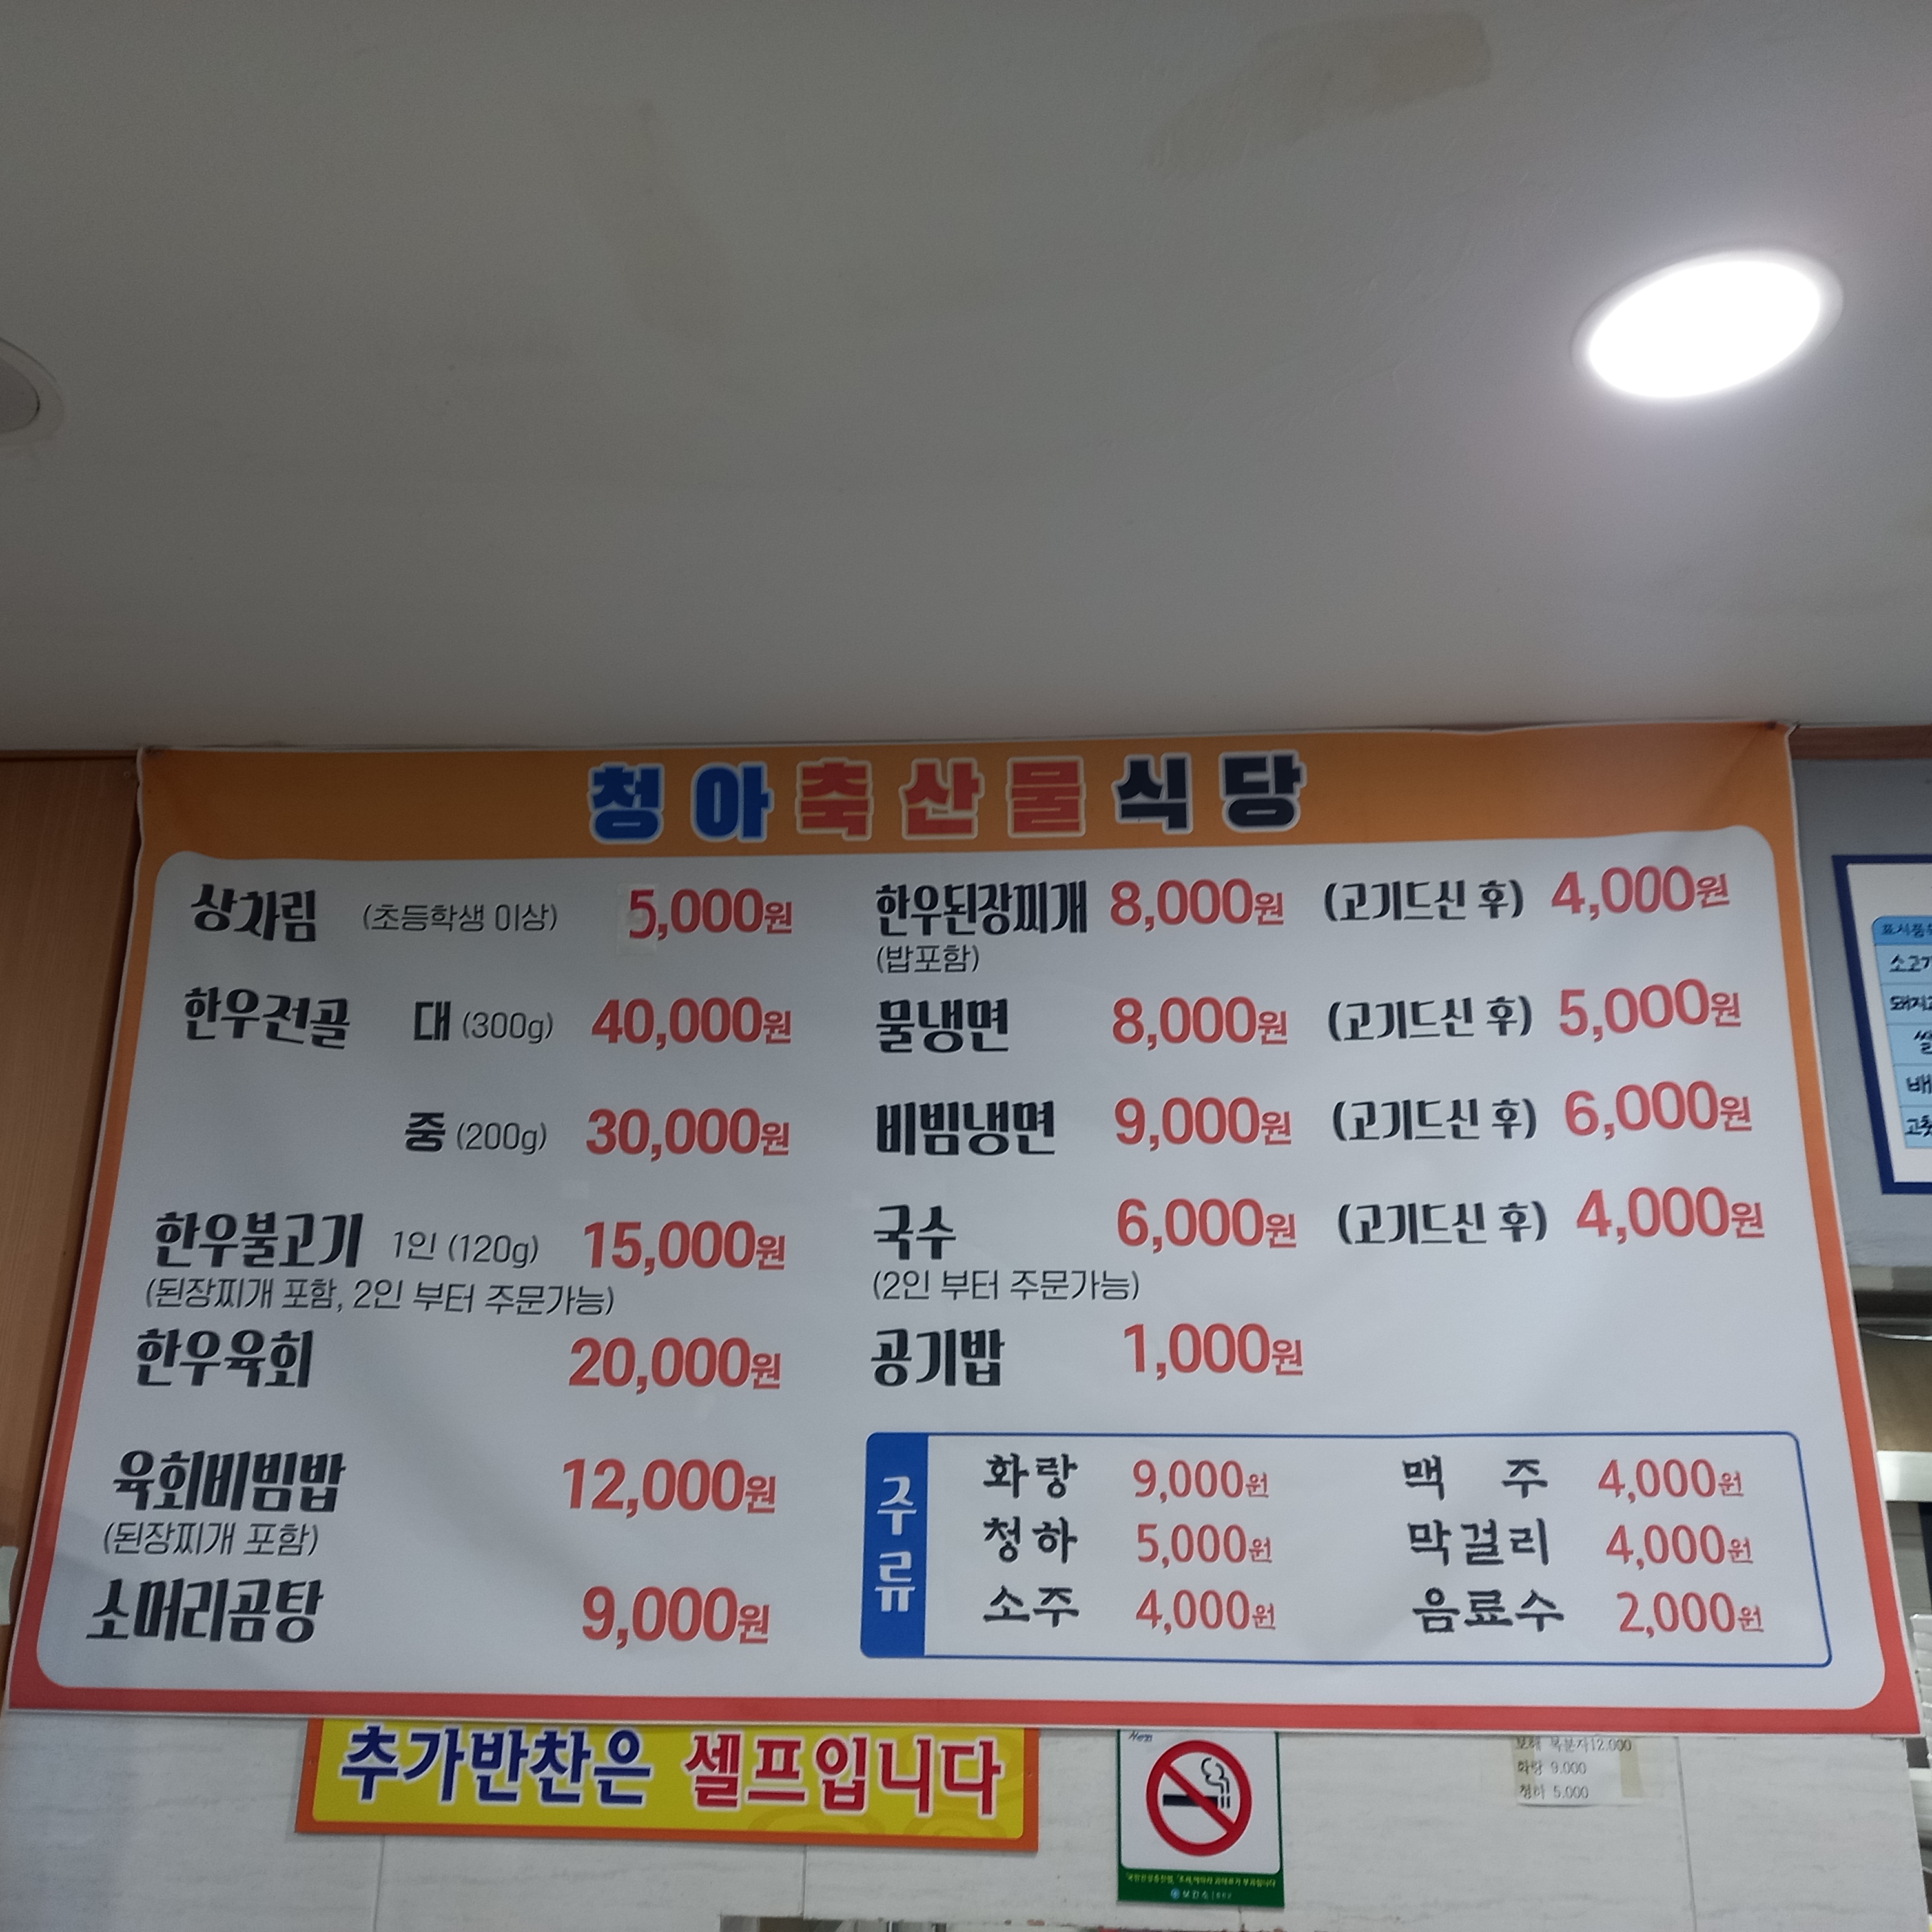 청아축산물식당
상차림 (초등학생 이상) 5,000원
한우전골 대 (300g) 40,000원
중 (200g) 30,000원
한우불고기 1인 (120g) 15,000원
(된장찌개 포함, 2인 부터 주문가능)
한우육회 20,000원
육회비빔밥 12,000원
(된장찌개 포함)
소머리곰탕 9,000원
한우된장찌개 8,000원 (고기드신 후) 4,000원
(밥포함)
물냉면 8,000원 (고기드신 후) 5,000원
비빔냉면 9,000원 (고기드신 후) 6,000원
국수 6,000원 (고기드신 후) 4,000원
(2인 부터 주문가능)
공기밥 1,000원
주류
화랑 9,000원 맥주 4,000원
청하 5,000원 막걸리 4,000원
소주 4,000원 음료수 2,000원
추가반찬은 셀프입니다
보해 복분자 12.000
화랑 9.000
청하 5.000
보건소
소고기